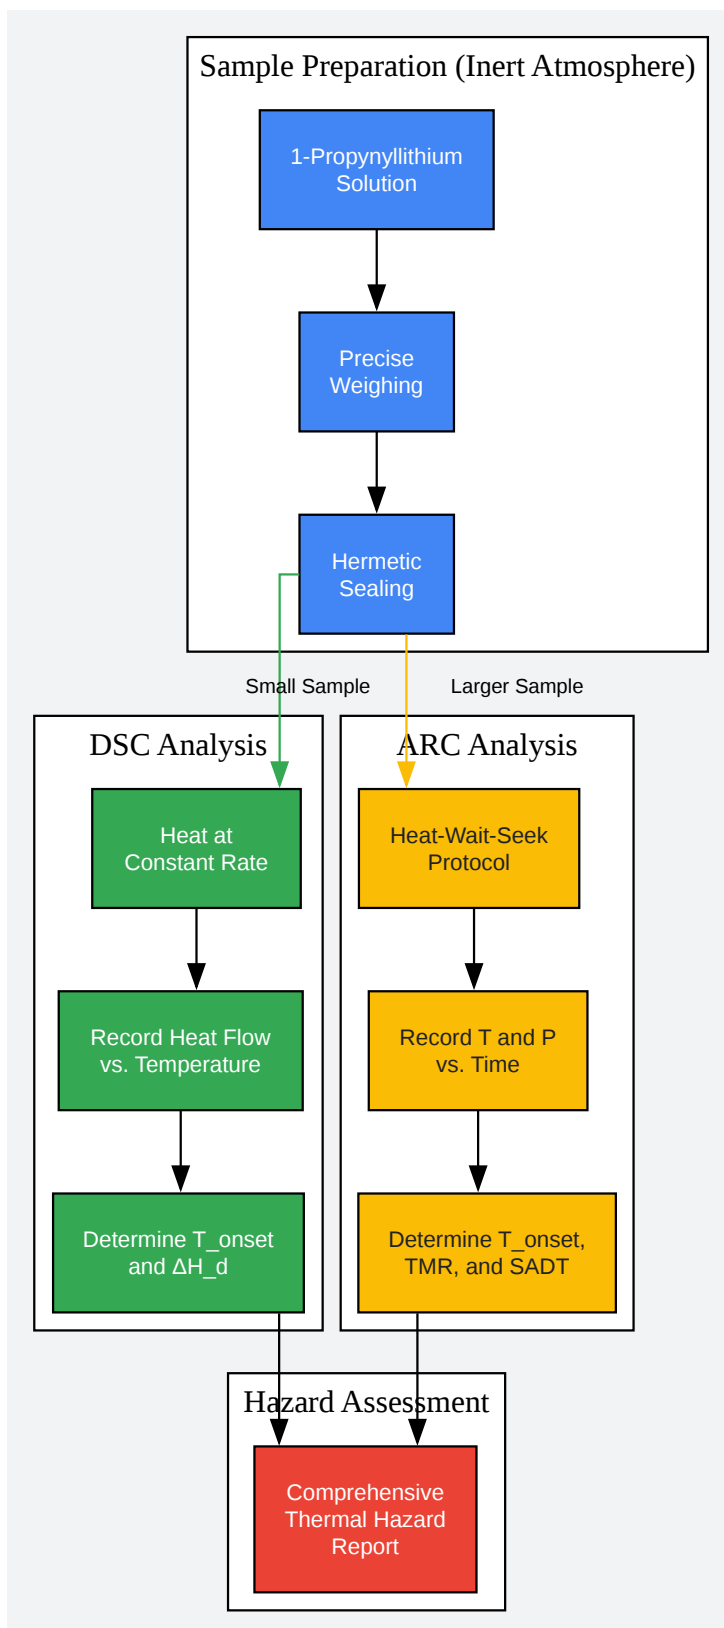 Sample Preparation (Inert Atmosphere)
1-Propynyllithium
Solution
Precise
Weighing
Hermetic
Sealing
Small Sample
Larger Sample
DSC Analysis
Heat at
Constant Rate
Record Heat Flow
vs. Temperature
Determine T_onset
and ΔH_d
ARC Analysis
Heat-Wait-Seek
Protocol
Record T and P
vs. Time
Determine T_onset,
TMR, and SADT
Hazard Assessment
Comprehensive
Thermal Hazard
Report